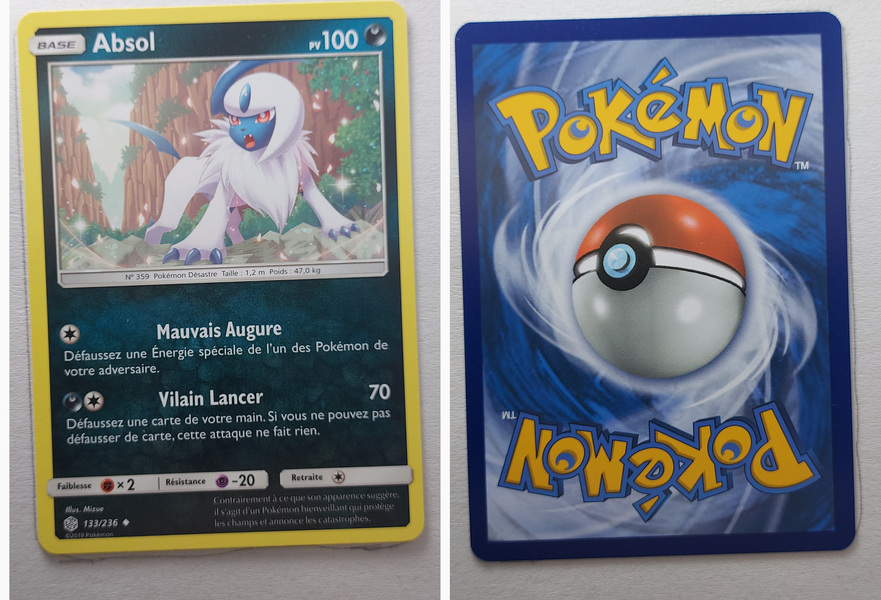 BASE Absol PV 100
N° 359 Pokémon Désastre Taille : 1,2 m Poids : 47,0 kg
Mauvais Augure
Défaussez une Énergie spéciale de l'un des Pokémon de
votre adversaire.
Vilain Lancer 70
Défaussez une carte de votre main. Si vous ne pouvez pas
défausser de carte, cette attaque ne fait rien.
Faiblesse ×2 Résistance -20 Retraite
Illus. Mizue
133/236
©2019 Pokémon
Contrairement à ce que son apparence suggère,
il s'agit d'un Pokémon bienveillant qui protège
les champs et annonce les catastrophes.
POKéMON
TM
TM
POKéMON